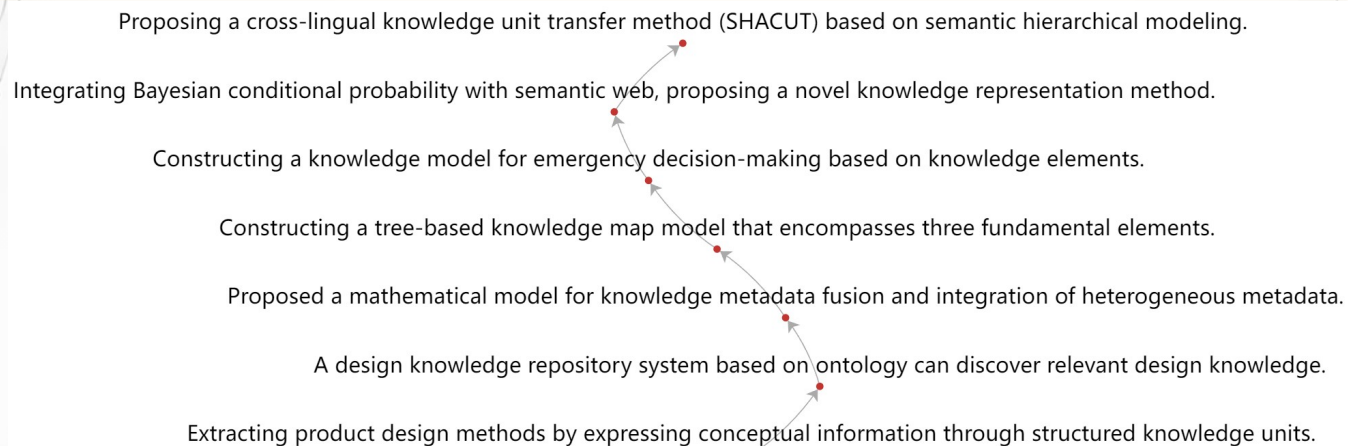 Proposing a cross-lingual knowledge unit transfer method (SHACUT) based on semantic hierarchical modeling.
Integrating Bayesian conditional probability with semantic web, proposing a novel knowledge representation method.
Constructing a knowledge model for emergency decision-making based on knowledge elements.
Constructing a tree-based knowledge map model that encompasses three fundamental elements.
Proposed a mathematical model for knowledge metadata fusion and integration of heterogeneous metadata.
A design knowledge repository system based on ontology can discover relevant design knowledge.
Extracting product design methods by expressing conceptual information through structured knowledge units.